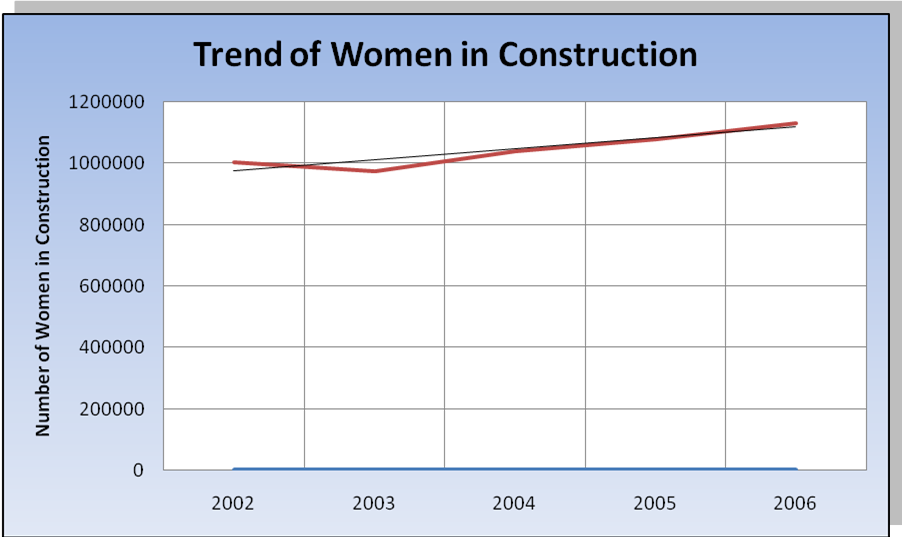 Trend of Women in Construction
Number of Women in Construction
1200000
1000000
800000
600000
400000
200000
0
2002 2003 2004 2005 2006